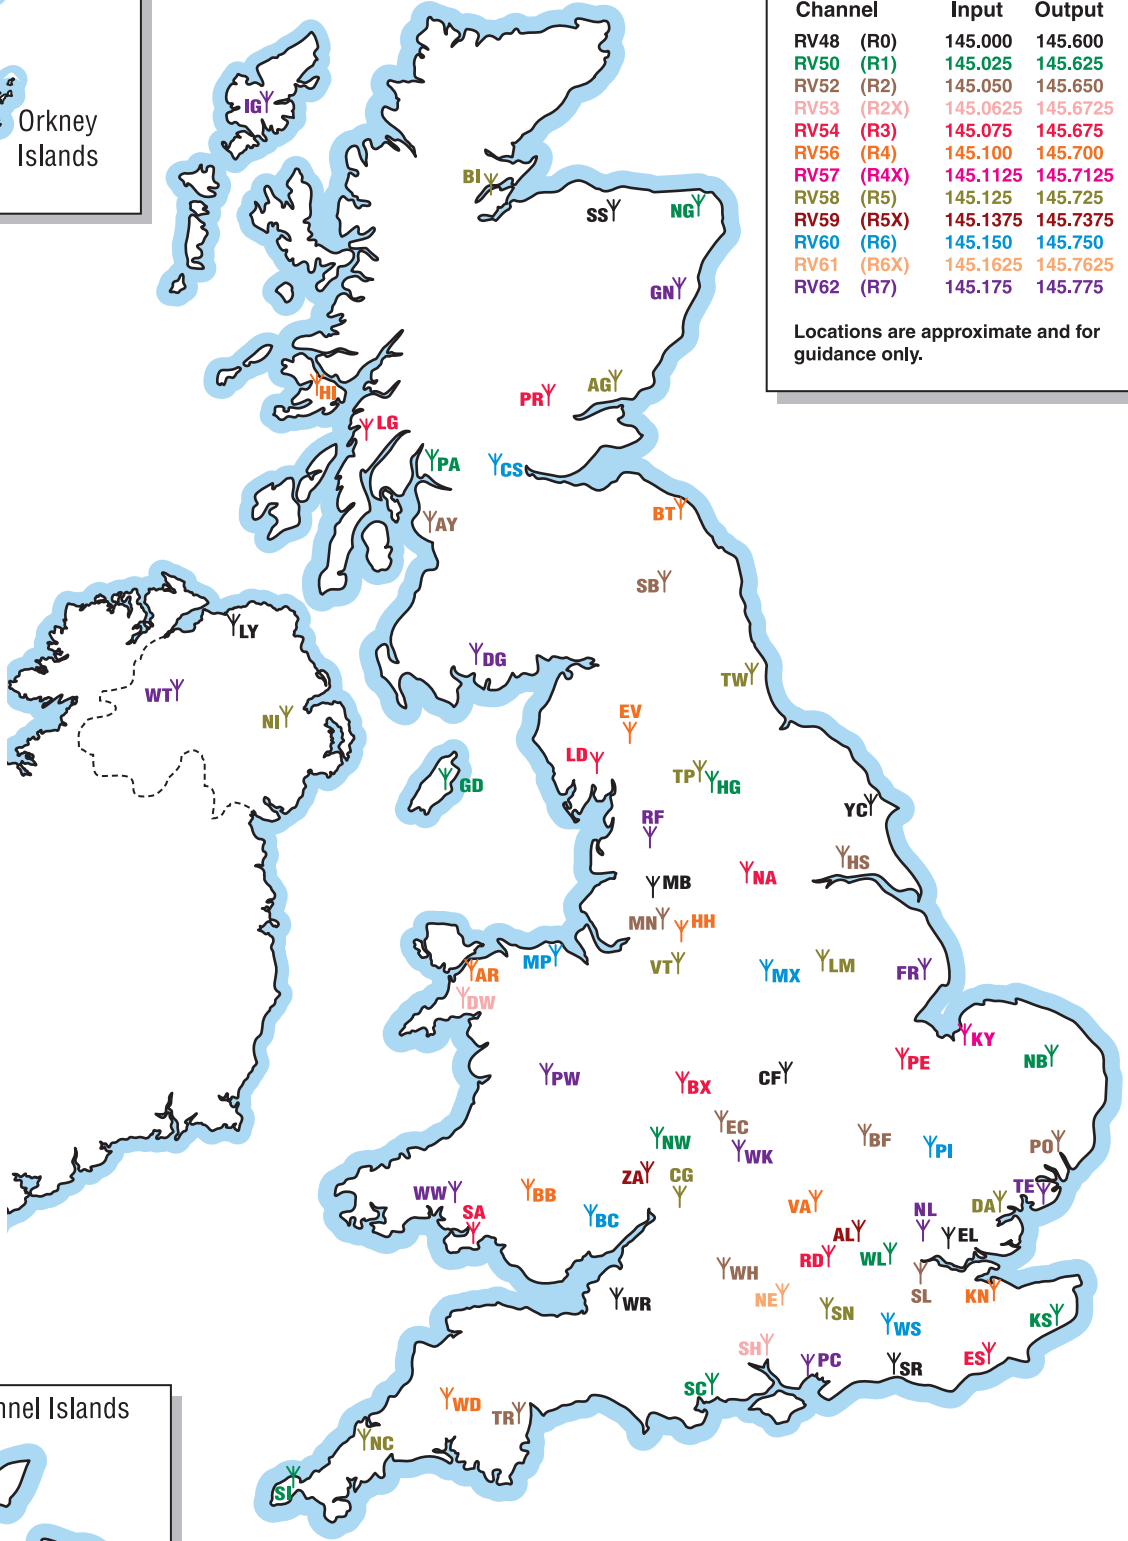 Channel Input Output
RV48 (R0) 145.000 145.600
RV50 (R1) 145.025 145.625
RV52 (R2) 145.050 145.650
RV53 (R2X) 145.0625 145.6725
RV54 (R3) 145.075 145.675
RV56 (R4) 145.100 145.700
RV57 (R4X) 145.1125 145.7125
RV58 (R5) 145.125 145.725
RV59 (R5X) 145.1375 145.7375
RV60 (R6) 145.150 145.750
RV61 (R6X) 145.1625 145.7625
RV62 (R7) 145.175 145.775
Locations are approximate and for
guidance only.
Orkney
Islands
IG
BI
SS
NG
GN
HI
PR
AG
LG
PA
CS
BT
AY
SB
LY
DG
WT
TW
NI
EV
LD
GD
TP
HG
YC
RF
HS
MB
NA
MN
HH
MP
AR
VT
MX
LM
FR
DW
KY
PE
NB
PW
BX
CF
EC
NW
WK
BF
PI
PO
ZA
CG
WW
BB
TE
SA
BC
VA
NL
DA
AL
EL
RD
WL
WH
SL
KN
NE
WR
SN
WS
KS
SH
PC
SR
ES
SC
WD
TR
NC
SI
nnel Islands